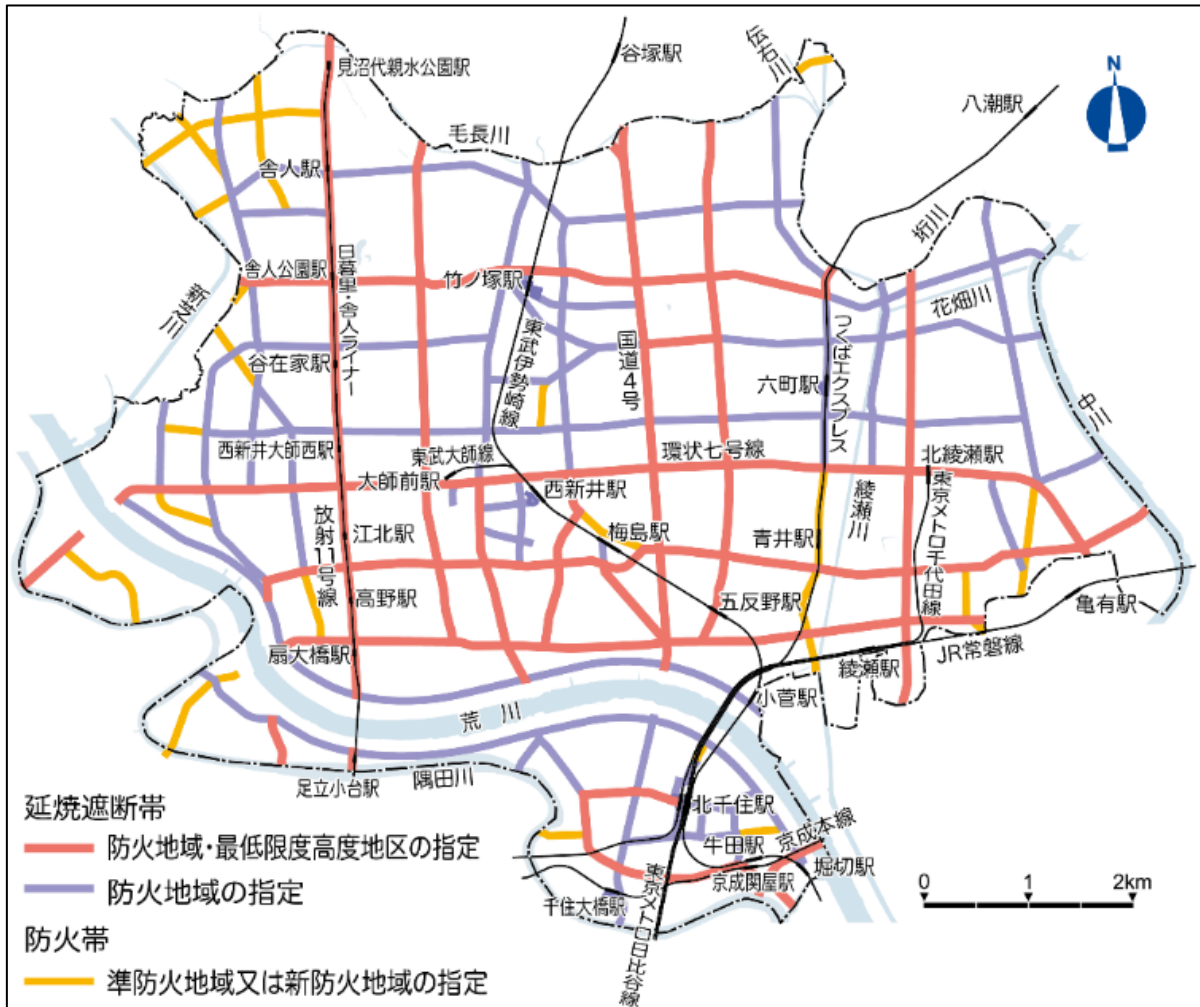 見沼代親水公園駅
谷塚駅
伝右川
八潮駅
N
毛長川
舎人駅
垳川
舎人公園駅
日暮里・舎人ライナー
竹ノ塚駅
新芝川
花畑川
東武伊勢崎線
国道4号
つくばエクスプレス
谷在家駅
六町駅
中川
西新井大師西駅
東武大師線
環状七号線
大師前駅
北綾瀬駅
西新井駅
放射11号線
江北駅
梅島駅
青井駅
綾瀬川
東京メトロ千代田線
高野駅
五反野駅
亀有駅
扇大橋駅
綾瀬駅
JR常磐線
小菅駅
荒川
足立小台駅
隅田川
北千住駅
牛田駅
京成本線
堀切駅
京成関屋駅
千住大橋駅
東京メトロ日比谷線
0 1 2km
延焼遮断帯
防火地域・最低限度高度地区の指定
防火地域の指定
防火帯
準防火地域又は新防火地域の指定